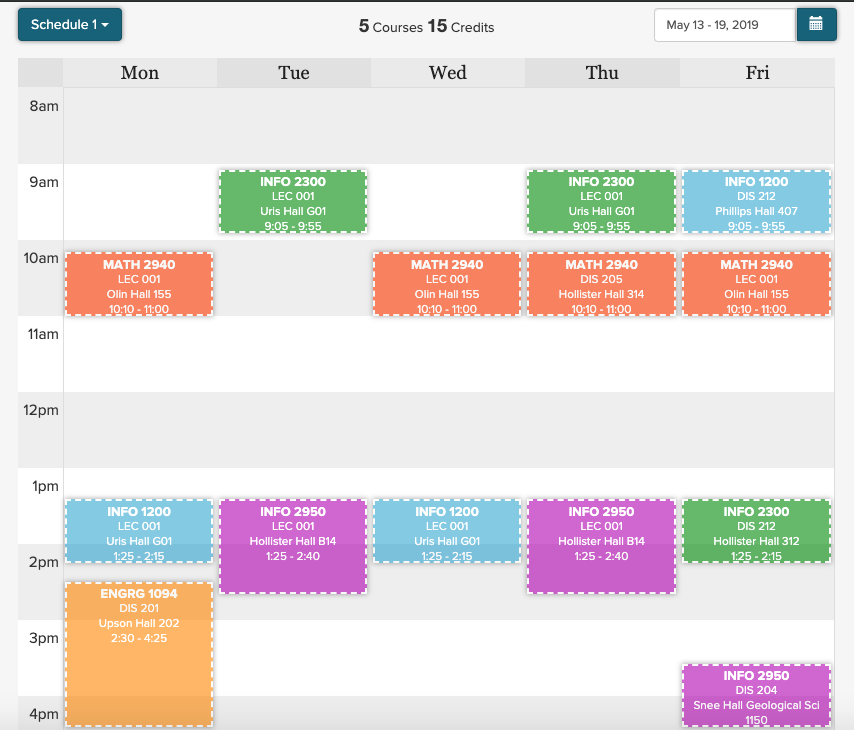 Schedule 1
5 Courses 15 Credits
May 13 - 19, 2019
Mon Tue Wed Thu Fri
8am
9am
INFO 2300
LEC 001
Uris Hall G01
9:05 - 9:55
INFO 2300
LEC 001
Uris Hall G01
9:05 - 9:55
INFO 1200
DIS 212
Phillips Hall 407
9:05 - 9:55
10am
MATH 2940
LEC 001
Olin Hall 155
10:10 - 11:00
MATH 2940
LEC 001
Olin Hall 155
10:10 - 11:00
MATH 2940
DIS 205
Hollister Hall 314
10:10 - 11:00
MATH 2940
LEC 001
Olin Hall 155
10:10 - 11:00
11am
12pm
1pm
INFO 1200
LEC 001
Uris Hall G01
1:25 - 2:15
INFO 2950
LEC 001
Hollister Hall B14
1:25 - 2:40
INFO 1200
LEC 001
Uris Hall G01
1:25 - 2:15
INFO 2950
LEC 001
Hollister Hall B14
1:25 - 2:40
INFO 2300
DIS 212
Hollister Hall 312
1:25 - 2:15
2pm
ENGRG 1094
DIS 201
Upson Hall 202
2:30 - 4:25
3pm
INFO 2950
DIS 204
Snee Hall Geological Sci
1150
4pm